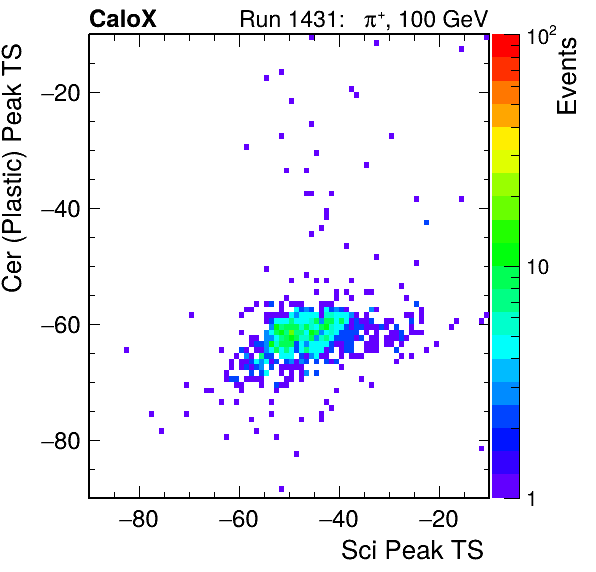 CaloX Run 1431: π⁺, 100 GeV
Cer (Plastic) Peak TS
−20
−40
−60
−80
−80 −60 −40 −20
Sci Peak TS
10²
10
1
Events